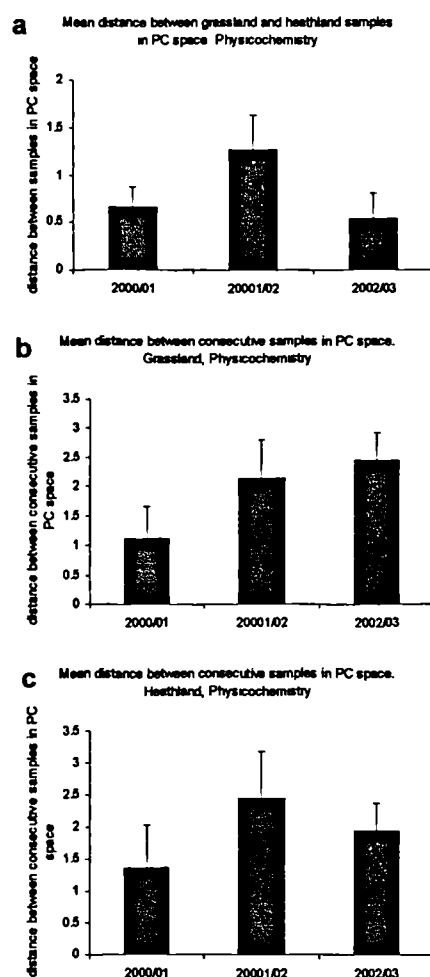 a
Mean distance between grassland and heathland samples
in PC space Physicochemistry
distance between samples in PC space
2
1.5
1
0.5
0
2000/01
20001/02
2002/03
b
Mean distance between consecutive samples in PC space.
Grassland, Physicochemistry
distance between consecutive samples in
PC space
3.5
3
2.5
2
1.5
1
0.5
0
2000/01
20001/02
2002/03
c
Mean distance between consecutive samples in PC space.
Heathland, Physicochemistry
distance between consecutive samples in PC
space
3.5
3
2.5
2
1.5
1
0.5
0
2000/01
20001/02
2002/03